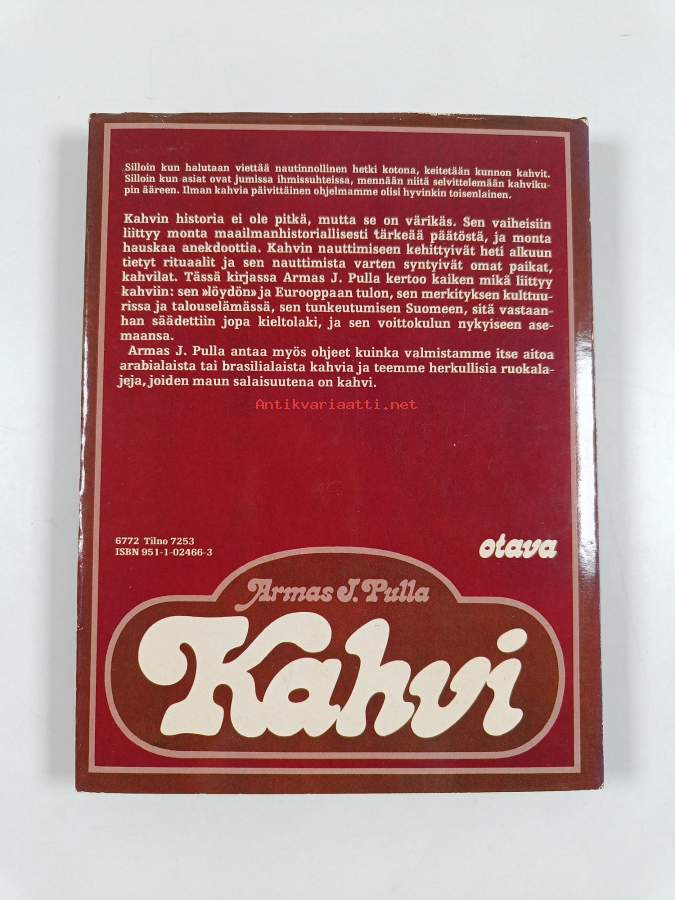 Silloin kun halutaan viettää nautinnollinen hetki kotona, keitetään kunnon kahvit.
Silloin kun asiat ovat jumissa ihmissuhteissa, mennään niitä selvittelemään kahviku-
pin ääreen. Ilman kahvia päivittäinen ohjelmamme olisi hyvinkin toisenlainen.
Kahvin historia ei ole pitkä, mutta se on värikäs. Sen vaiheisiin
liittyy monta maailmanhistoriallisesti tärkeää päätöstä, ja monta
hauskaa anekdoottia. Kahvin nauttimiseen kehittyivät heti alkuun
tietyt rituaalit ja sen nauttimista varten syntyivät omat paikat,
kahvilat. Tässä kirjassa Armas J. Pulla kertoo kaiken mikä liittyy
kahviin: sen »löydön» ja Eurooppaan tulon, sen merkityksen kulttuu-
rissa ja talouselämässä, sen tunkeutumisen Suomeen, sitä vastaan-
han säädettiin jopa kieltolaki, ja sen voittokulun nykyiseen ase-
maansa.
Armas J. Pulla antaa myös ohjeet kuinka valmistamme itse aitoa
arabialaista tai brasilialaista kahvia ja teemme herkullisia ruokala-
jeja, joiden maun salaisuutena on kahvi.
Antikvariaatti.net
6772 Tilno 7253
ISBN 951-1-02466-3
otava
Armas J. Pulla
Kahvi